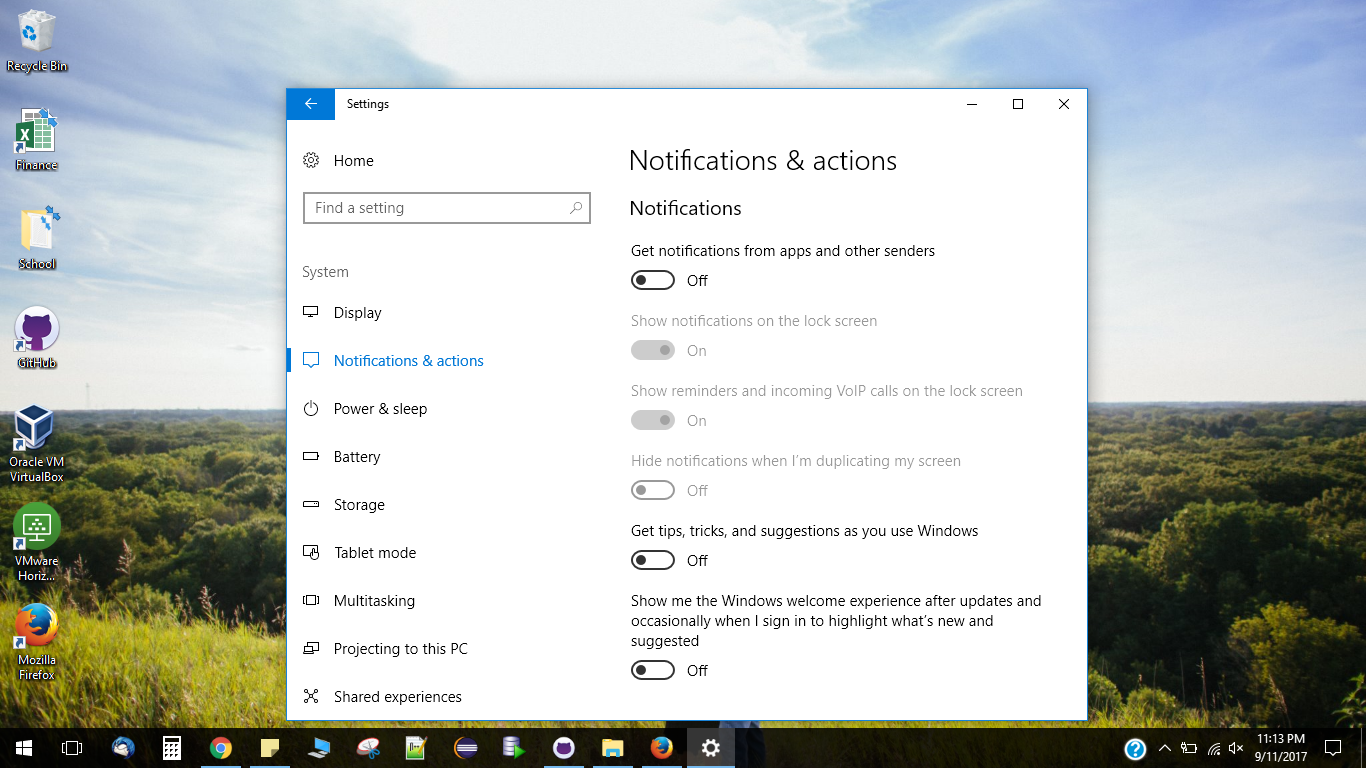 Recycle Bin
Finance
School
GitHub
Oracle VM
VirtualBox
VMware
Horiz...
Mozilla
Firefox
Settings
Home
Find a setting
System
Display
Notifications & actions
Power & sleep
Battery
Storage
Tablet mode
Multitasking
Projecting to this PC
Shared experiences
Notifications & actions
Notifications
Get notifications from apps and other senders
Off
Show notifications on the lock screen
On
Show reminders and incoming VoIP calls on the lock screen
On
Hide notifications when I'm duplicating my screen
Off
Get tips, tricks, and suggestions as you use Windows
Off
Show me the Windows welcome experience after updates and
occasionally when I sign in to highlight what's new and
suggested
Off
11:13 PM
9/11/2017